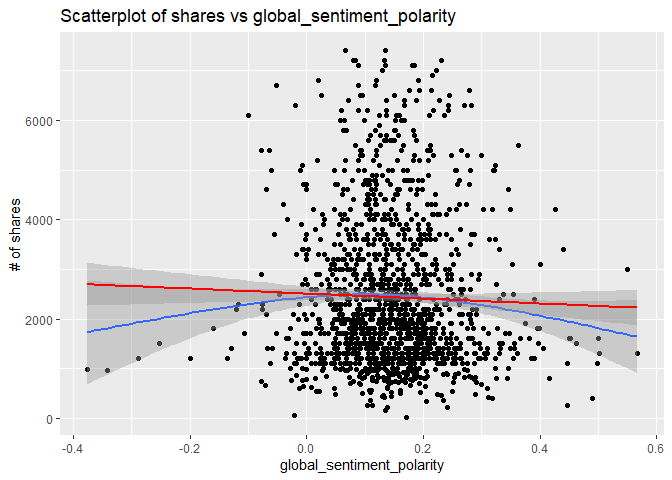 Scatterplot of shares vs global_sentiment_polarity
6000
4000
2000
0
# of shares
-0.4 -0.2 0.0 0.2 0.4 0.6
global_sentiment_polarity